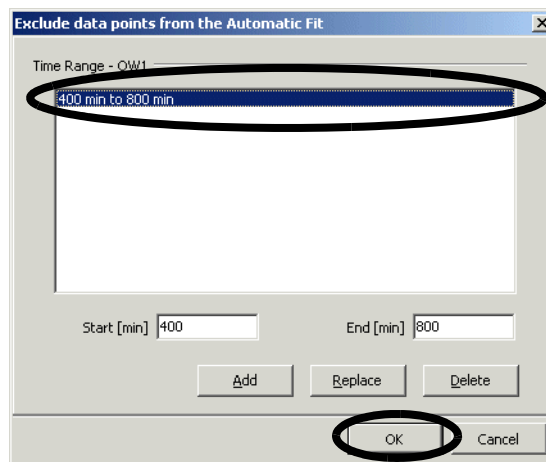 Exclude data points from the Automatic Fit
Time Range - OW1
400 min to 800 min
Start [min] 400 End [min] 800
Add Replace Delete
OK Cancel